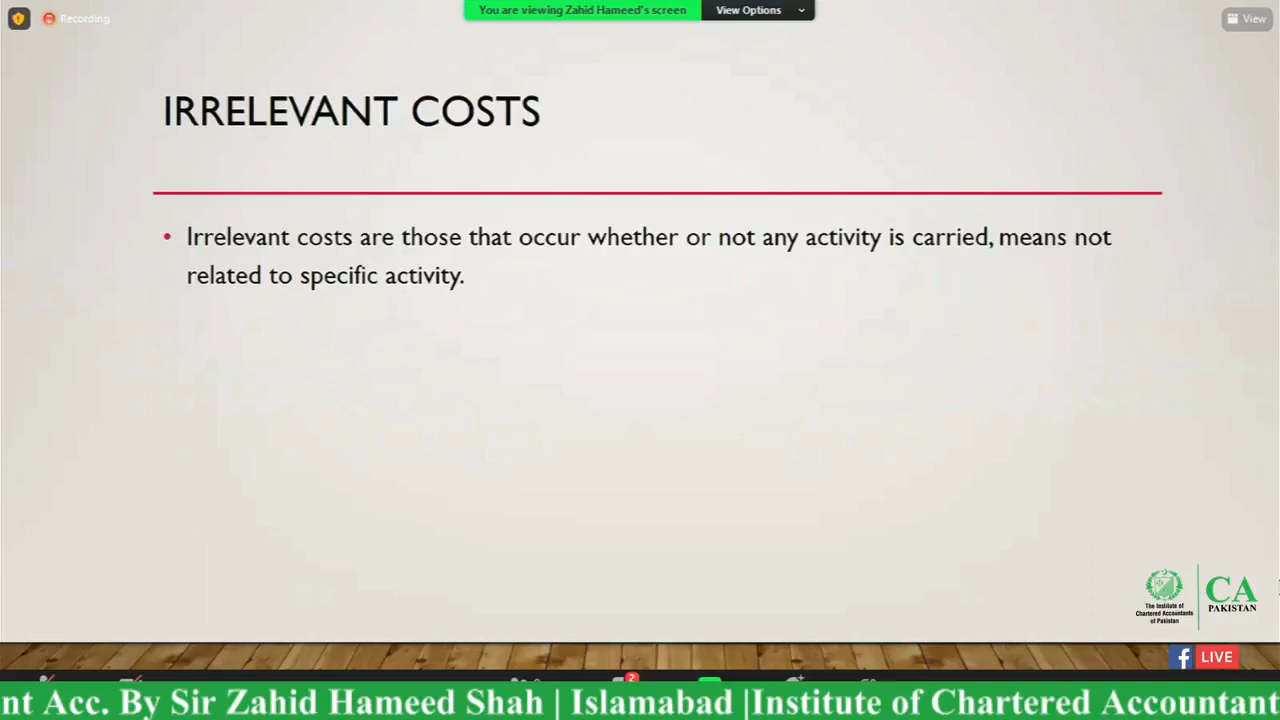 Recording
You are viewing Zahid Hameed's screen
View Options
View
IRRELEVANT COSTS
• Irrelevant costs are those that occur whether or not any activity is carried, means not
related to specific activity.
The Institute of
Chartered Accountants
of Pakistan
CA
PAKISTAN
f LIVE
2
nt Acc. By Sir Zahid Hameed Shah | Islamabad |Institute of Chartered Accountant